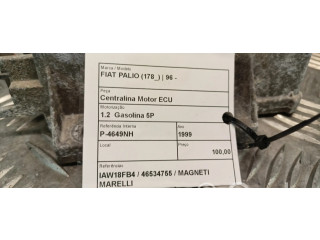 Marca / Modelo
FIAT PALIO (178_) | 96 -
Peça
Centralina Motor ECU
Motorização
1.2 Gasolina 5P
Referência Interna
Ano
P-4649NH
1999
Local
Preço
100,00
Referências
IAW18FB4 / 46534755 / MAGNETI
MARELLI